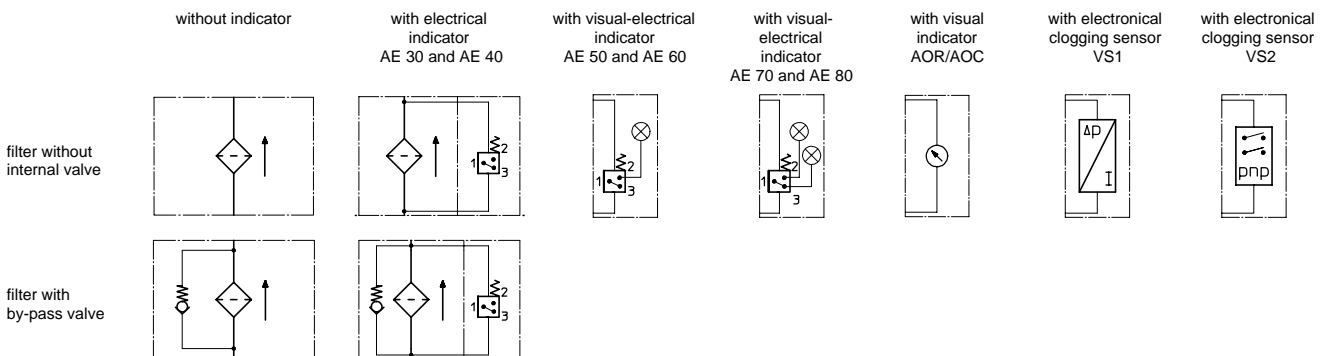 without indicator
with electrical
indicator
AE 30 and AE 40
with visual-electrical
indicator
AE 50 and AE 60
with visual-
electrical
indicator
AE 70 and AE 80
with visual
indicator
AOR/AOC
with electronical
clogging sensor
VS1
with electronical
clogging sensor
VS2
filter without
internal valve
1 2 3
1 2 3
1 2 3
Δp
I
pnp
filter with
by-pass valve
1 2 3